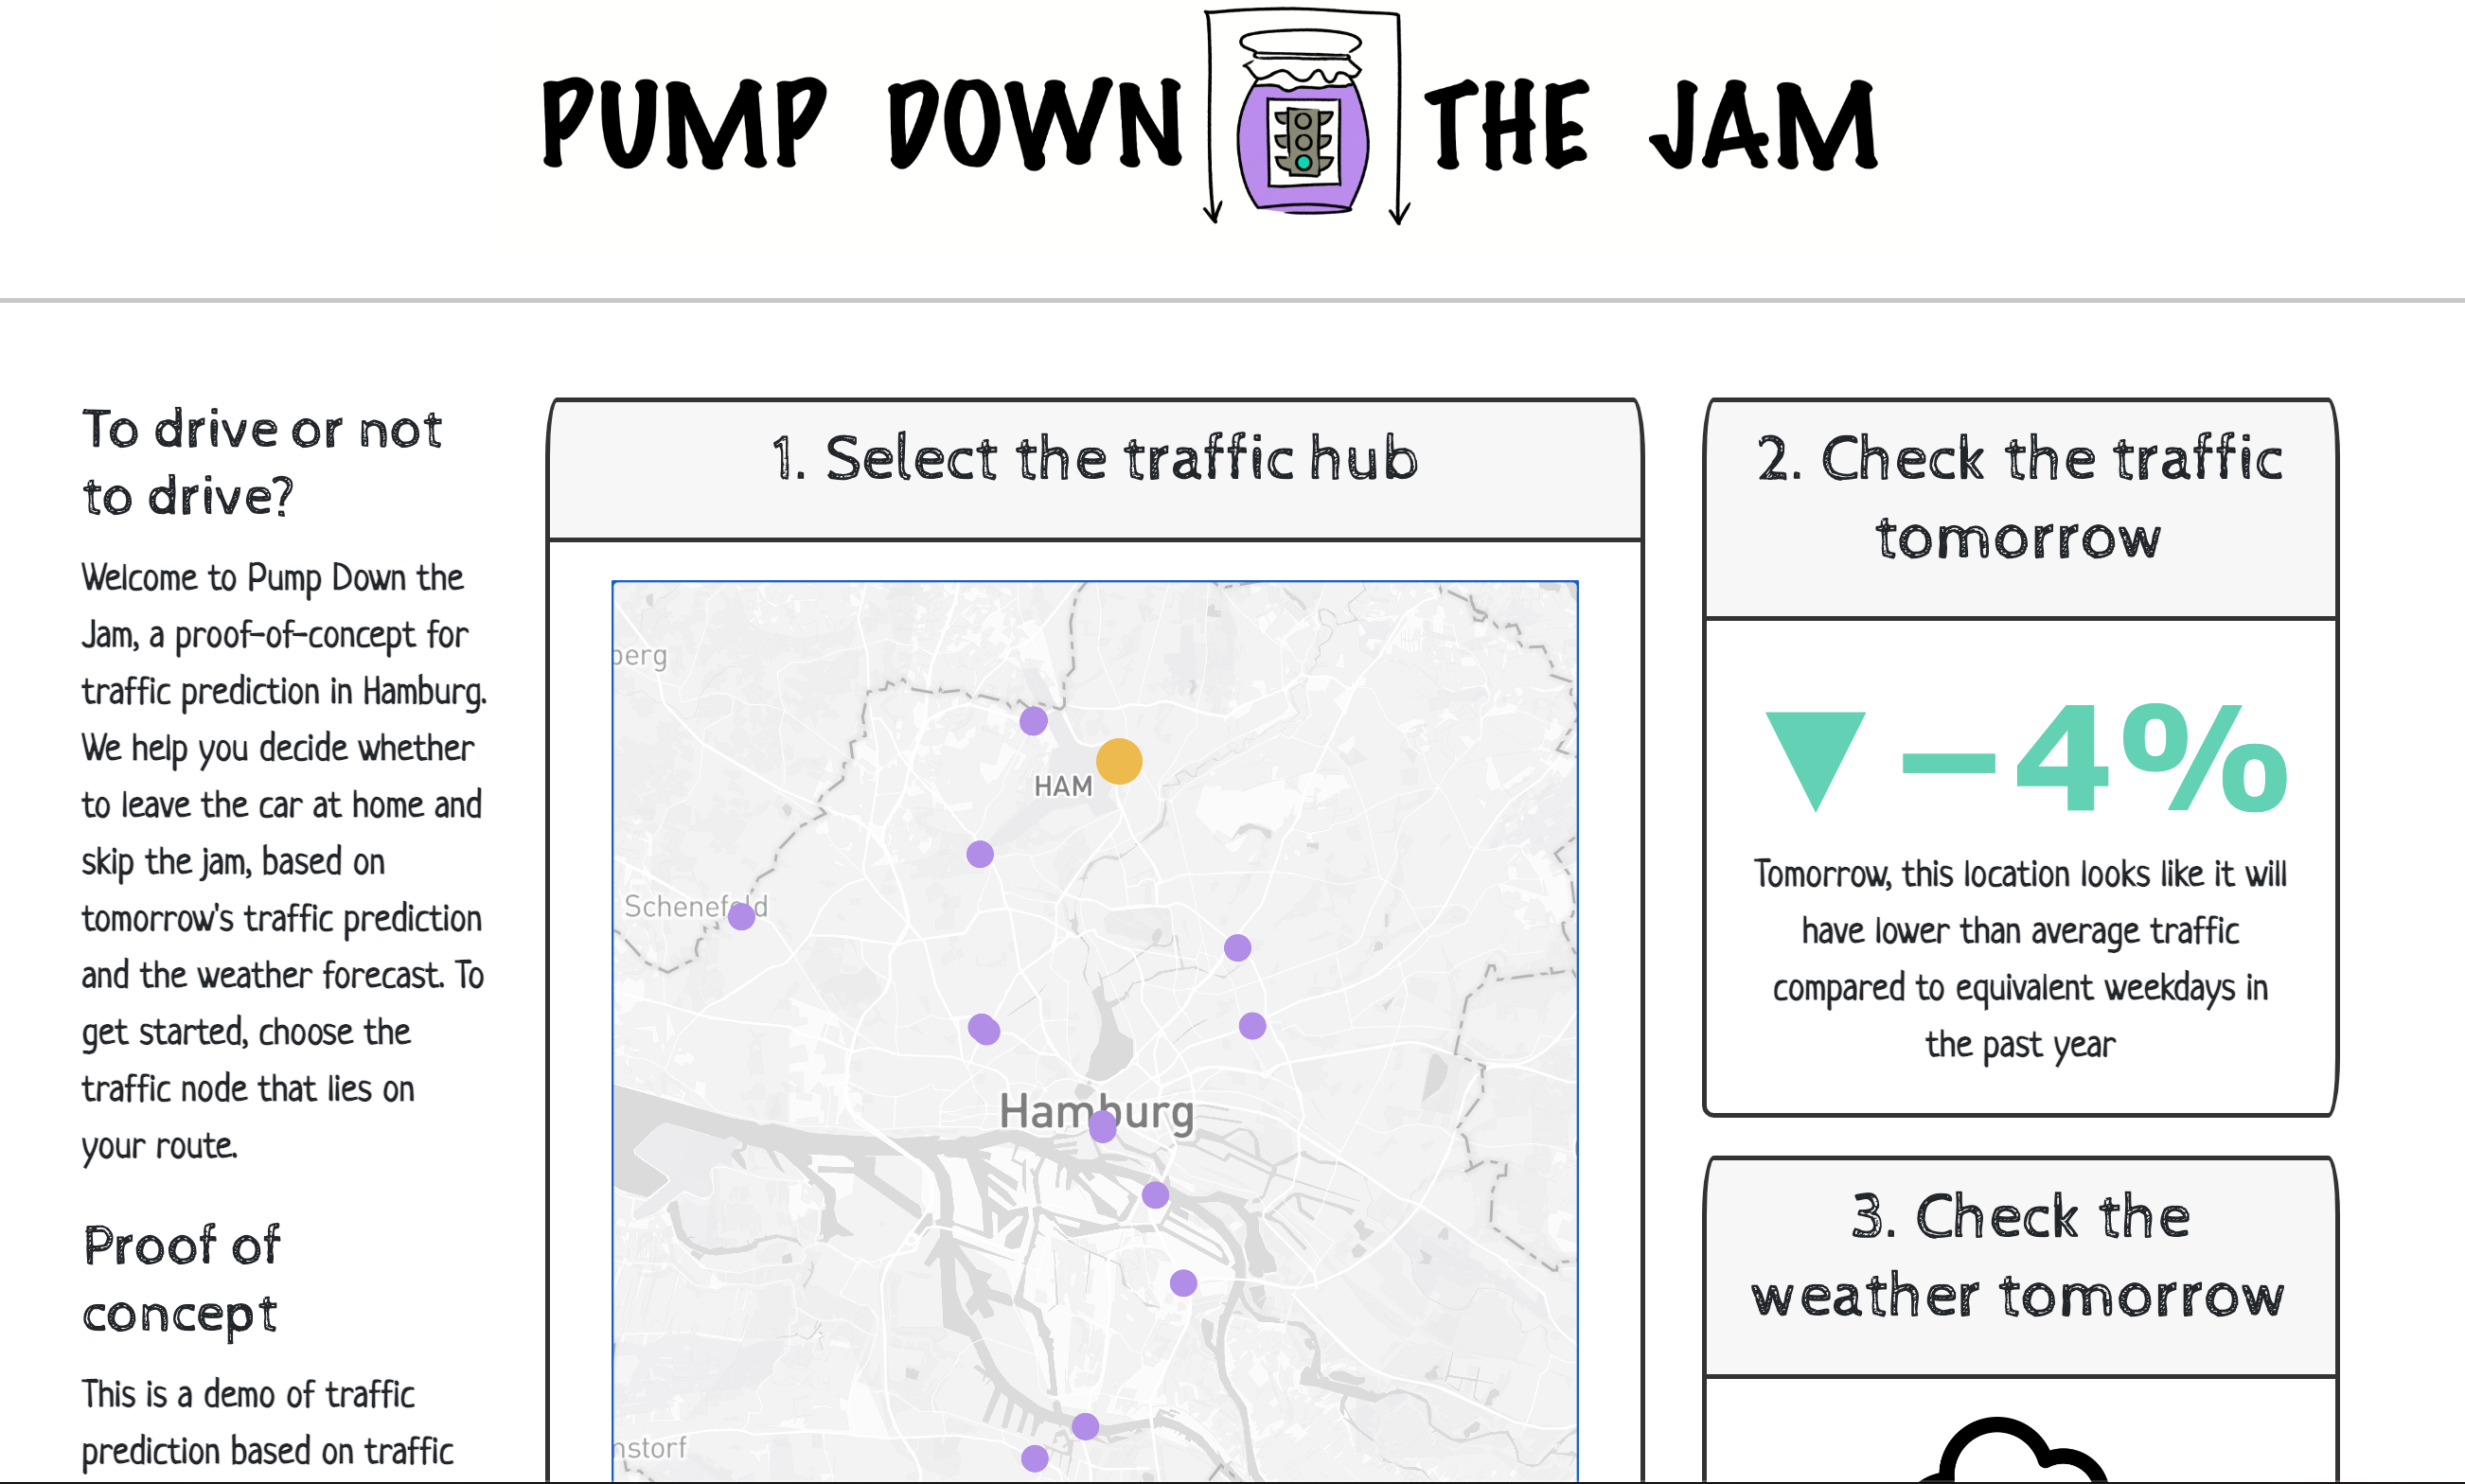 PUMP DOWN THE JAM
To drive or not
to drive?
Welcome to Pump Down the
Jam, a proof-of-concept for
traffic prediction in Hamburg.
We help you decide whether
to leave the car at home and
skip the jam, based on
tomorrow's traffic prediction
and the weather forecast. To
get started, choose the
traffic node that lies on
your route.
Proof of
concept
This is a demo of traffic
prediction based on traffic
1. Select the traffic hub
berg
HAM
Schenefeld
Hamburg
nstorf
2. Check the traffic
tomorrow
▼ -4%
Tomorrow, this location looks like it will
have lower than average traffic
compared to equivalent weekdays in
the past year
3. Check the
weather tomorrow